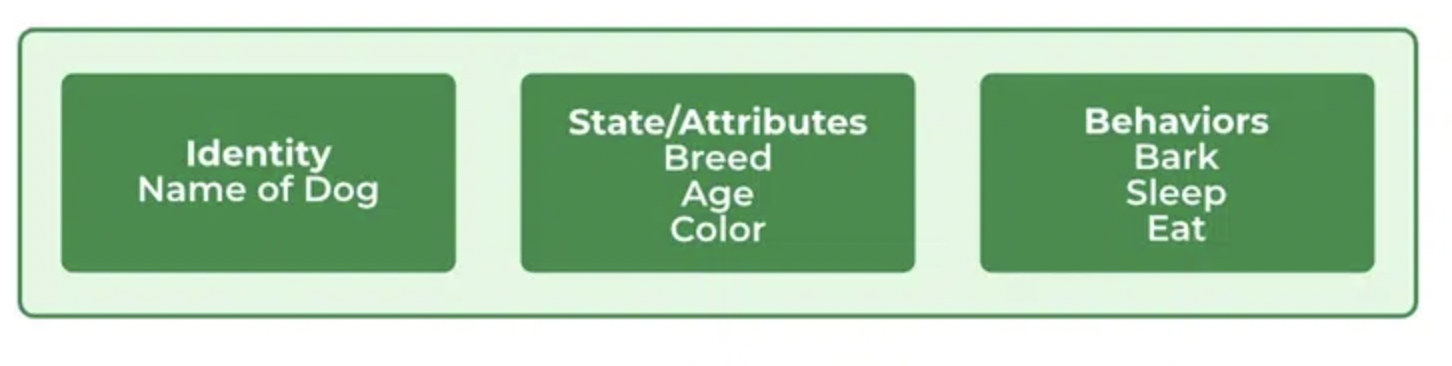 Identity
Name of Dog
State/Attributes
Breed
Age
Color
Behaviors
Bark
Sleep
Eat